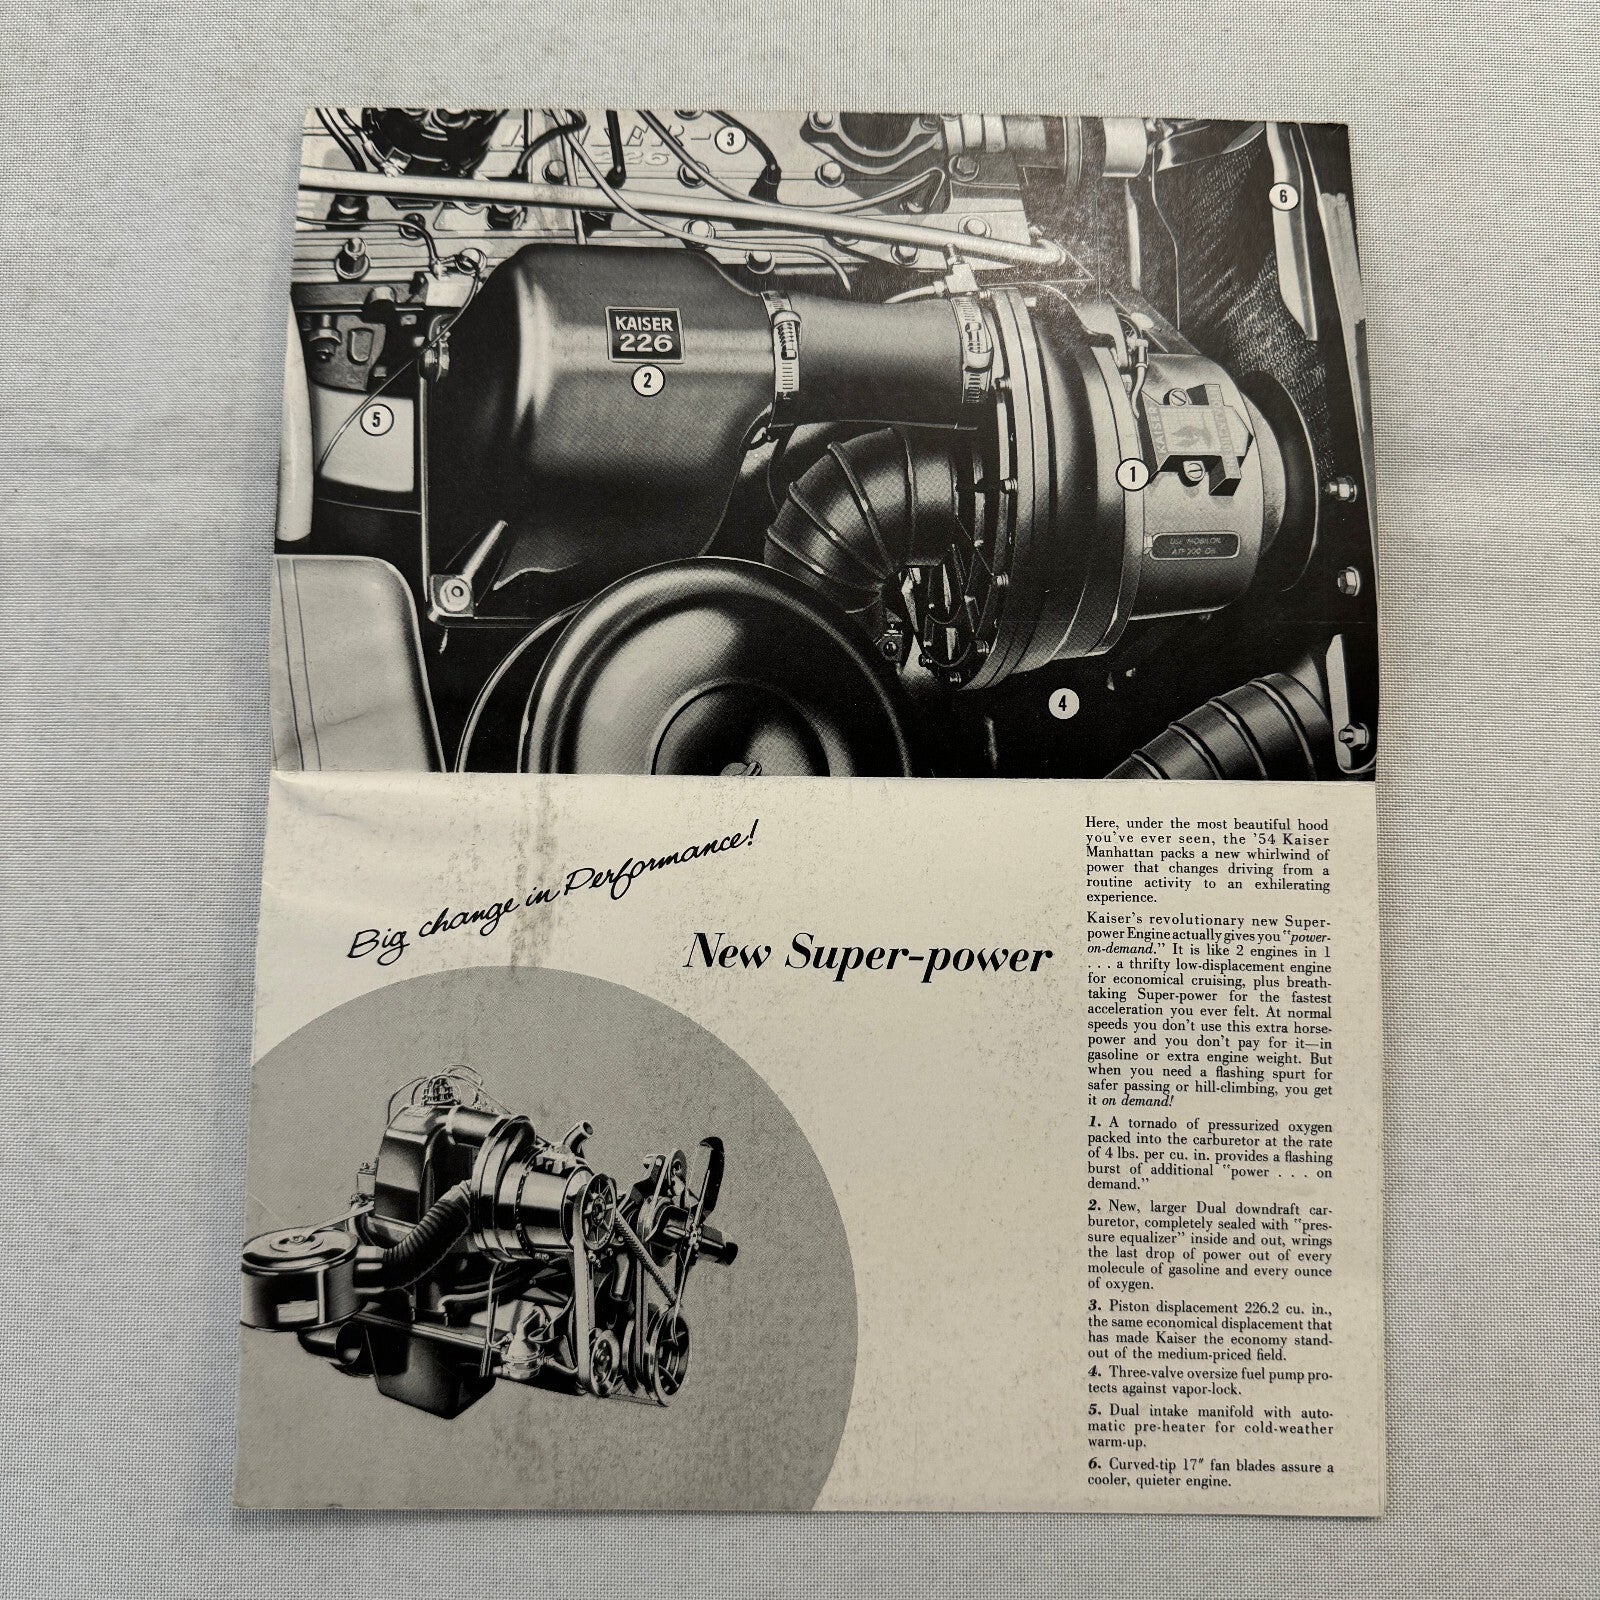 KAISER
226
3
6
KAISER
226
2
5
KAISER
1
USE MOBILOIL
ATF 200 OIL
4
Big change in Performance!
New Super-power
Here, under the most beautiful hood
you've ever seen, the '54 Kaiser
Manhattan packs a new whirlwind of
power that changes driving from a
routine activity to an exhilerating
experience.
Kaiser's revolutionary new Super-
power Engine actually gives you "power-
on-demand." It is like 2 engines in 1
. . . a thrifty low-displacement engine
for economical cruising, plus breath-
taking Super-power for the fastest
acceleration you ever felt. At normal
speeds you don't use this extra horse-
power and you don't pay for it—in
gasoline or extra engine weight. But
when you need a flashing spurt for
safer passing or hill-climbing, you get
it on demand!
1. A tornado of pressurized oxygen
packed into the carburetor at the rate
of 4 lbs. per cu. in. provides a flashing
burst of additional "power . . . on
demand."
2. New, larger Dual downdraft car-
buretor, completely sealed with "pres-
sure equalizer" inside and out, wrings
the last drop of power out of every
molecule of gasoline and every ounce
of oxygen.
3. Piston displacement 226.2 cu. in.,
the same economical displacement that
has made Kaiser the economy stand-
out of the medium-priced field.
4. Three-valve oversize fuel pump pro-
tects against vapor-lock.
5. Dual intake manifold with auto-
matic pre-heater for cold-weather
warm-up.
6. Curved-tip 17" fan blades assure a
cooler, quieter engine.